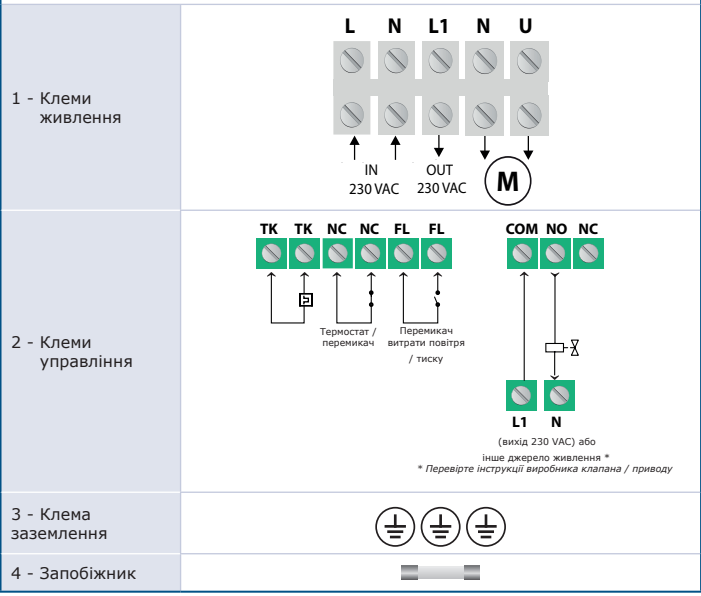 1 - Клеми
живлення
L N L1 N U
IN
230 VAC
OUT
230 VAC
M
2 - Клеми
управління
TK TK NC NC FL FL
COM NO NC
Термостат /
перемикач
Перемикач
витрати повітря
/ тиску
L1 N
(вихід 230 VAC) або
інше джерело живлення *
* Перевірте інструкції виробника клапана / приводу
3 - Клема
заземлення
4 - Запобіжник